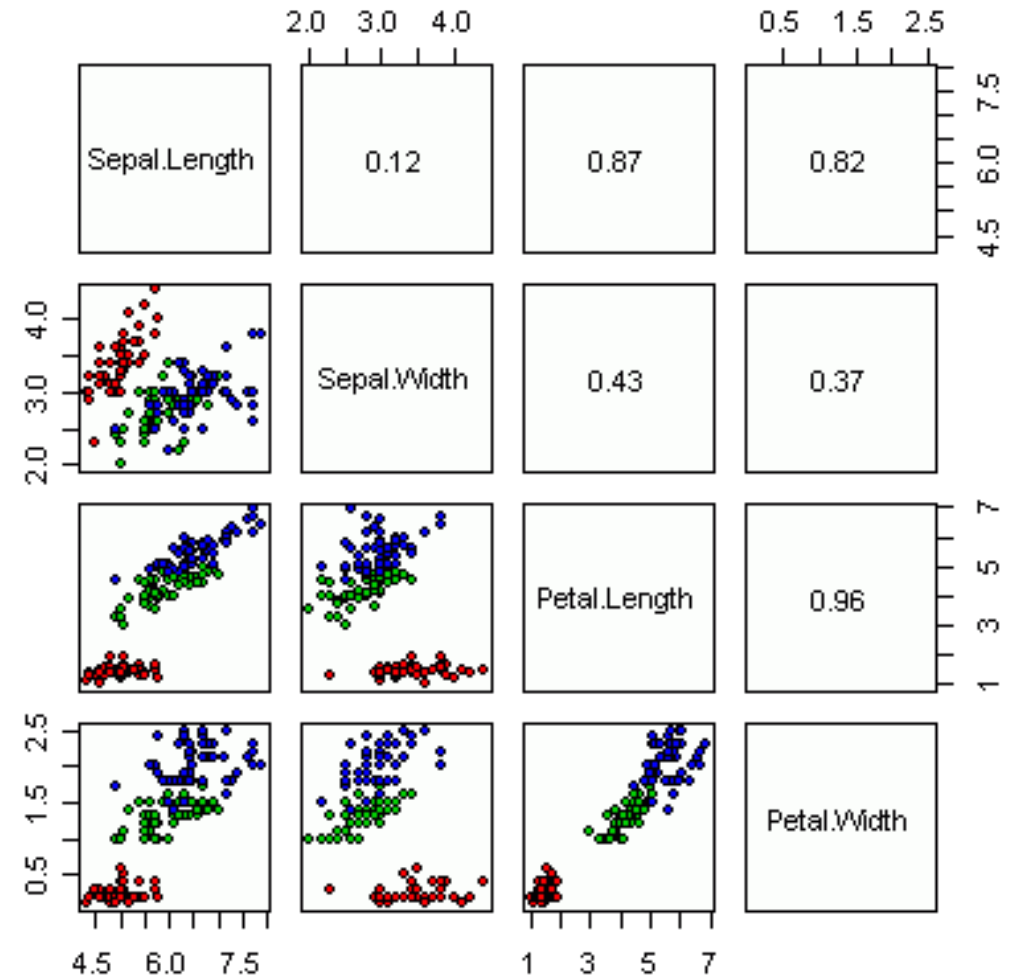 2.0 3.0 4.0 0.5 1.5 2.5
Sepal.Length 0.12 0.87 0.82
4.5 6.0 7.5
2.0 3.0 4.0
Sepal.Width 0.43 0.37
Petal.Length 0.96
1 3 5 7
0.5 1.5 2.5
Petal.Width
4.5 6.0 7.5 1 3 5 7